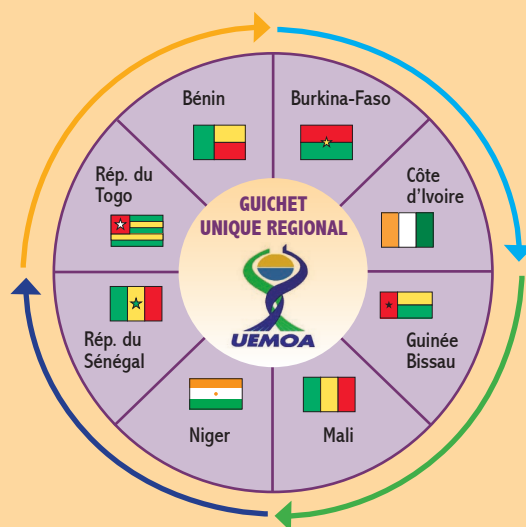 Bénin
Burkina-Faso
Rép. du
Togo
Côte
d'Ivoire
GUICHET
UNIQUE REGIONAL
UEMOA
Rép. du
Sénégal
Guinée
Bissau
Niger
Mali